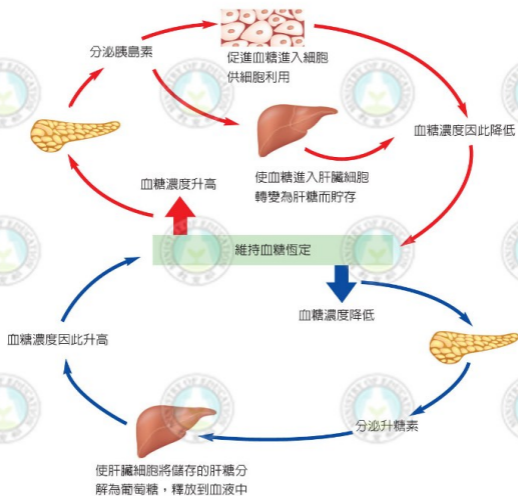 分泌胰島素
促進血糖進入細胞
供細胞利用
血糖濃度因此降低
使血糖進入肝臟細胞
轉變為肝糖而貯存
血糖濃度升高
維持血糖恆定
血糖濃度降低
血糖濃度因此升高
分泌升糖素
使肝臟細胞將儲存的肝糖分
解為葡萄糖，釋放到血液中